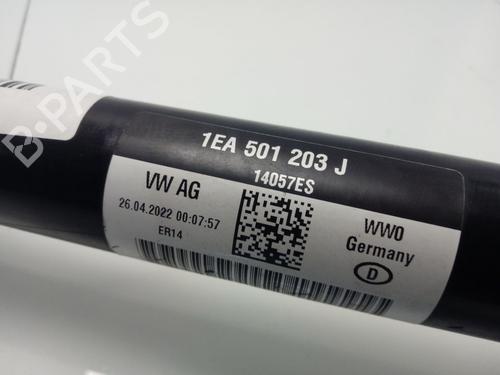 1EA 501 203 J
14057ES
VW AG
26.04.2022 00:07:57
ER14
WW0
Germany
D
B-PARTS